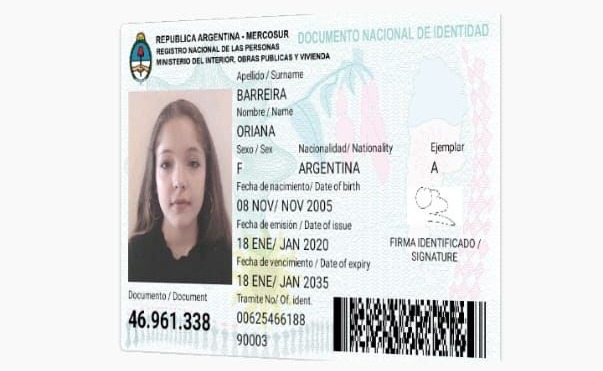 REPUBLICA ARGENTINA - MERCOSUR
REGISTRO NACIONAL DE LAS PERSONAS
MINISTERIO DEL INTERIOR, OBRAS PUBLICAS Y VIVIENDA
DOCUMENTO NACIONAL DE IDENTIDAD
Apellido / Surname
BARREIRA
Nombre / Name
ORIANA
Sexo / Sex Nacionalidad/ Nationality Ejemplar
F ARGENTINA A
Fecha de nacimiento/ Date of birth
08 NOV/ NOV 2005
Fecha de emisión / Date of issue
18 ENE/ JAN 2020
Fecha de vencimiento / Date of expiry
18 ENE/ JAN 2035
FIRMA IDENTIFICADO /
SIGNATURE
Documento / Document
46.961.338
Tramite No/ Of. ident.
00625466188
90003